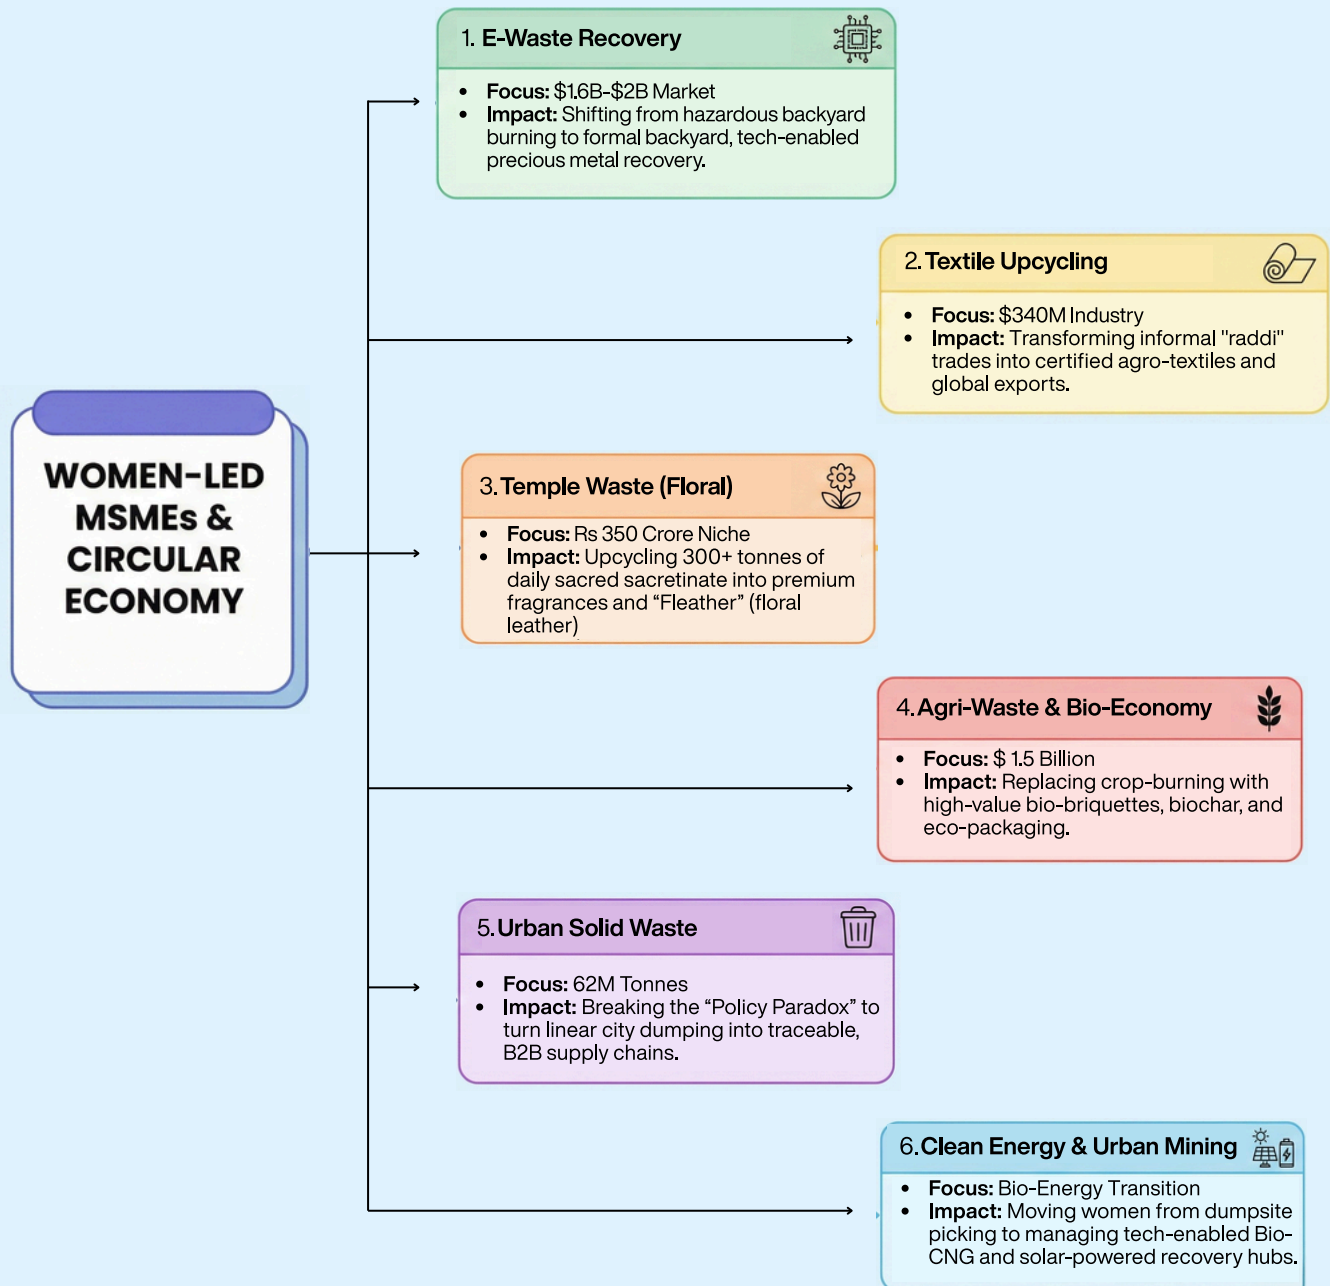 1. E-Waste Recovery
• Focus: $1.6B-$2B Market
• Impact: Shifting from hazardous backyard
burning to formal backyard, tech-enabled
precious metal recovery.
2. Textile Upcycling
• Focus: $340M Industry
• Impact: Transforming informal "raddi"
trades into certified agro-textiles and
global exports.
WOMEN-LED
MSMEs &
CIRCULAR
ECONOMY
3. Temple Waste (Floral)
• Focus: Rs 350 Crore Niche
• Impact: Upcycling 300+ tonnes of
daily sacred sacretinate into premium
fragrances and “Fleather” (floral
leather)
4. Agri-Waste & Bio-Economy
• Focus: $ 1.5 Billion
• Impact: Replacing crop-burning with
high-value bio-briquettes, biochar, and
eco-packaging.
5. Urban Solid Waste
• Focus: 62M Tonnes
• Impact: Breaking the “Policy Paradox” to
turn linear city dumping into traceable,
B2B supply chains.
6. Clean Energy & Urban Mining
• Focus: Bio-Energy Transition
• Impact: Moving women from dumpsite
picking to managing tech-enabled Bio-
CNG and solar-powered recovery hubs.